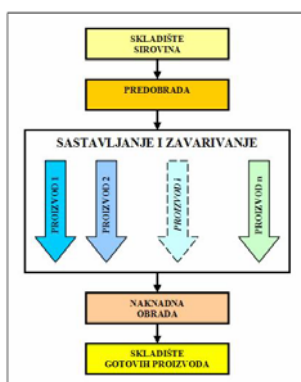 SKLADIŠTE
SIROVINA
PREDOBRADA
SASTAVLJANJE I ZAVARIVANJE
PROIZVOD 1
PROIZVOD 2
PROIZVOD i
PROIZVOD n
NAKNADNA
OBRADA
SKLADIŠTE
GOTOVIH PROIZVODA